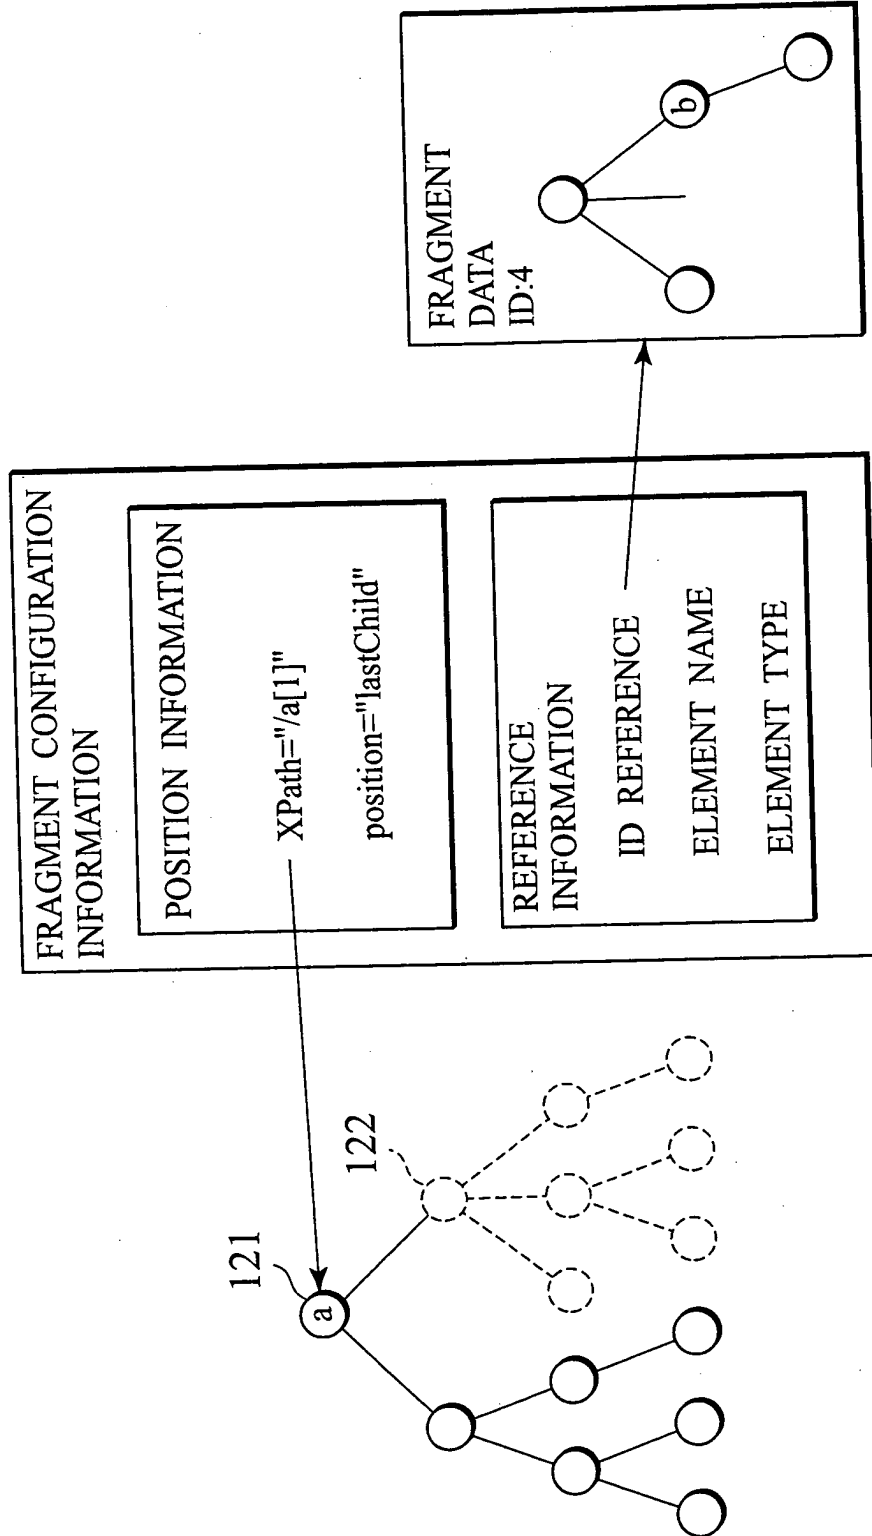 121
a
122
FRAGMENT CONFIGURATION
INFORMATION
POSITION INFORMATION
XPath="/a[1]"
position="lastChild"
REFERENCE
INFORMATION
ID REFERENCE
ELEMENT NAME
ELEMENT TYPE
FRAGMENT
DATA
ID:4
b